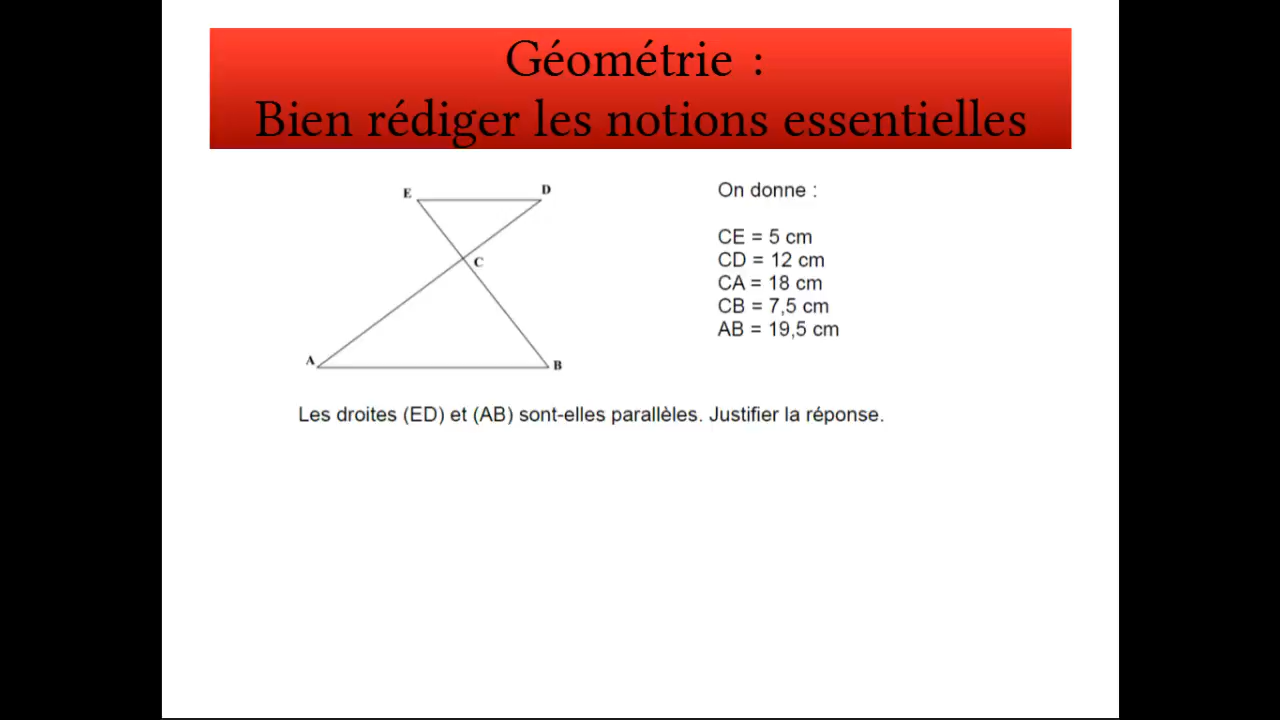 Géométrie :
Bien rédiger les notions essentielles
E
D
C
A
B
On donne :
CE = 5 cm
CD = 12 cm
CA = 18 cm
CB = 7,5 cm
AB = 19,5 cm
Les droites (ED) et (AB) sont-elles parallèles. Justifier la réponse.